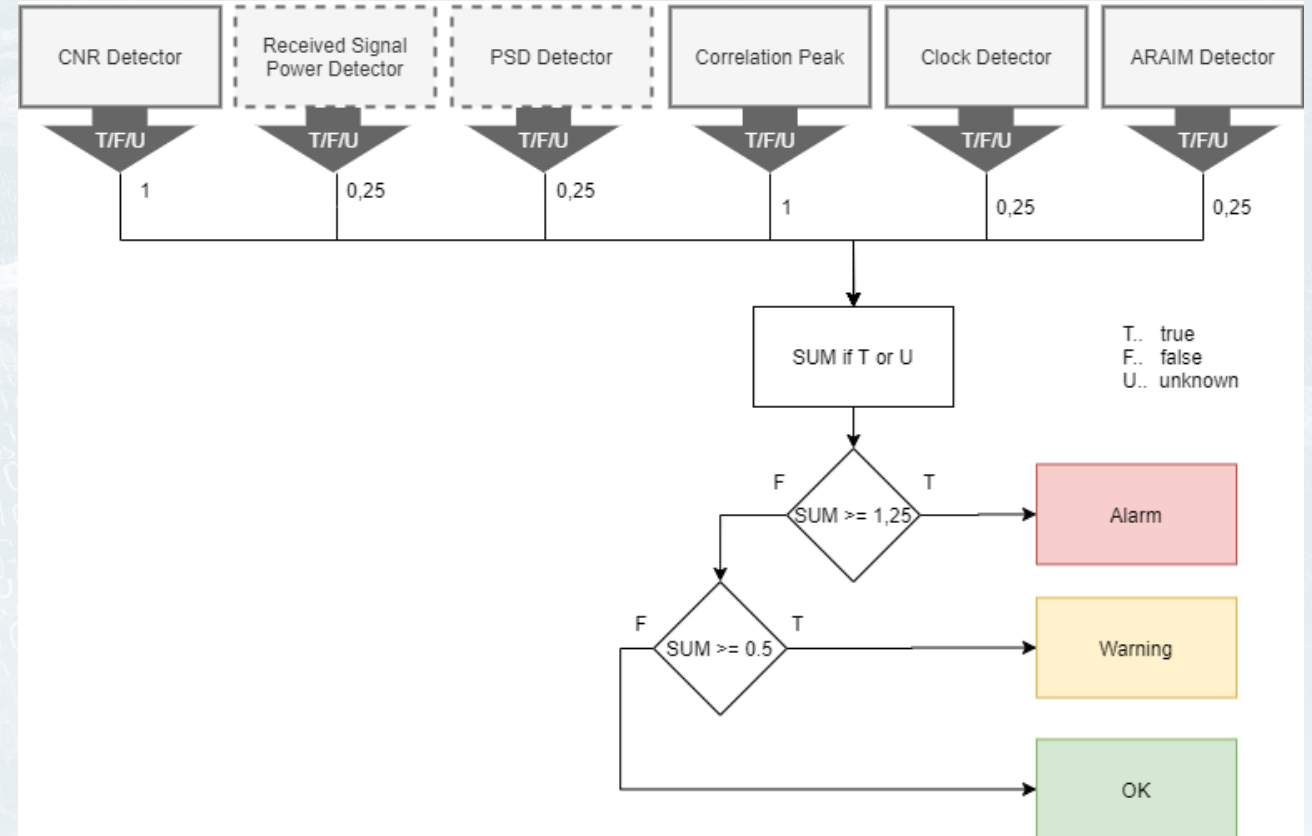 CNR Detector
Received Signal
Power Detector
PSD Detector
Correlation Peak
Clock Detector
ARAIM Detector
T/F/U
T/F/U
T/F/U
T/F/U
T/F/U
T/F/U
1
0,25
0,25
1
0,25
0,25
SUM if T or U
T.. true
F.. false
U.. unknown
F
T
SUM >= 1,25
Alarm
F
T
SUM >= 0.5
Warning
OK